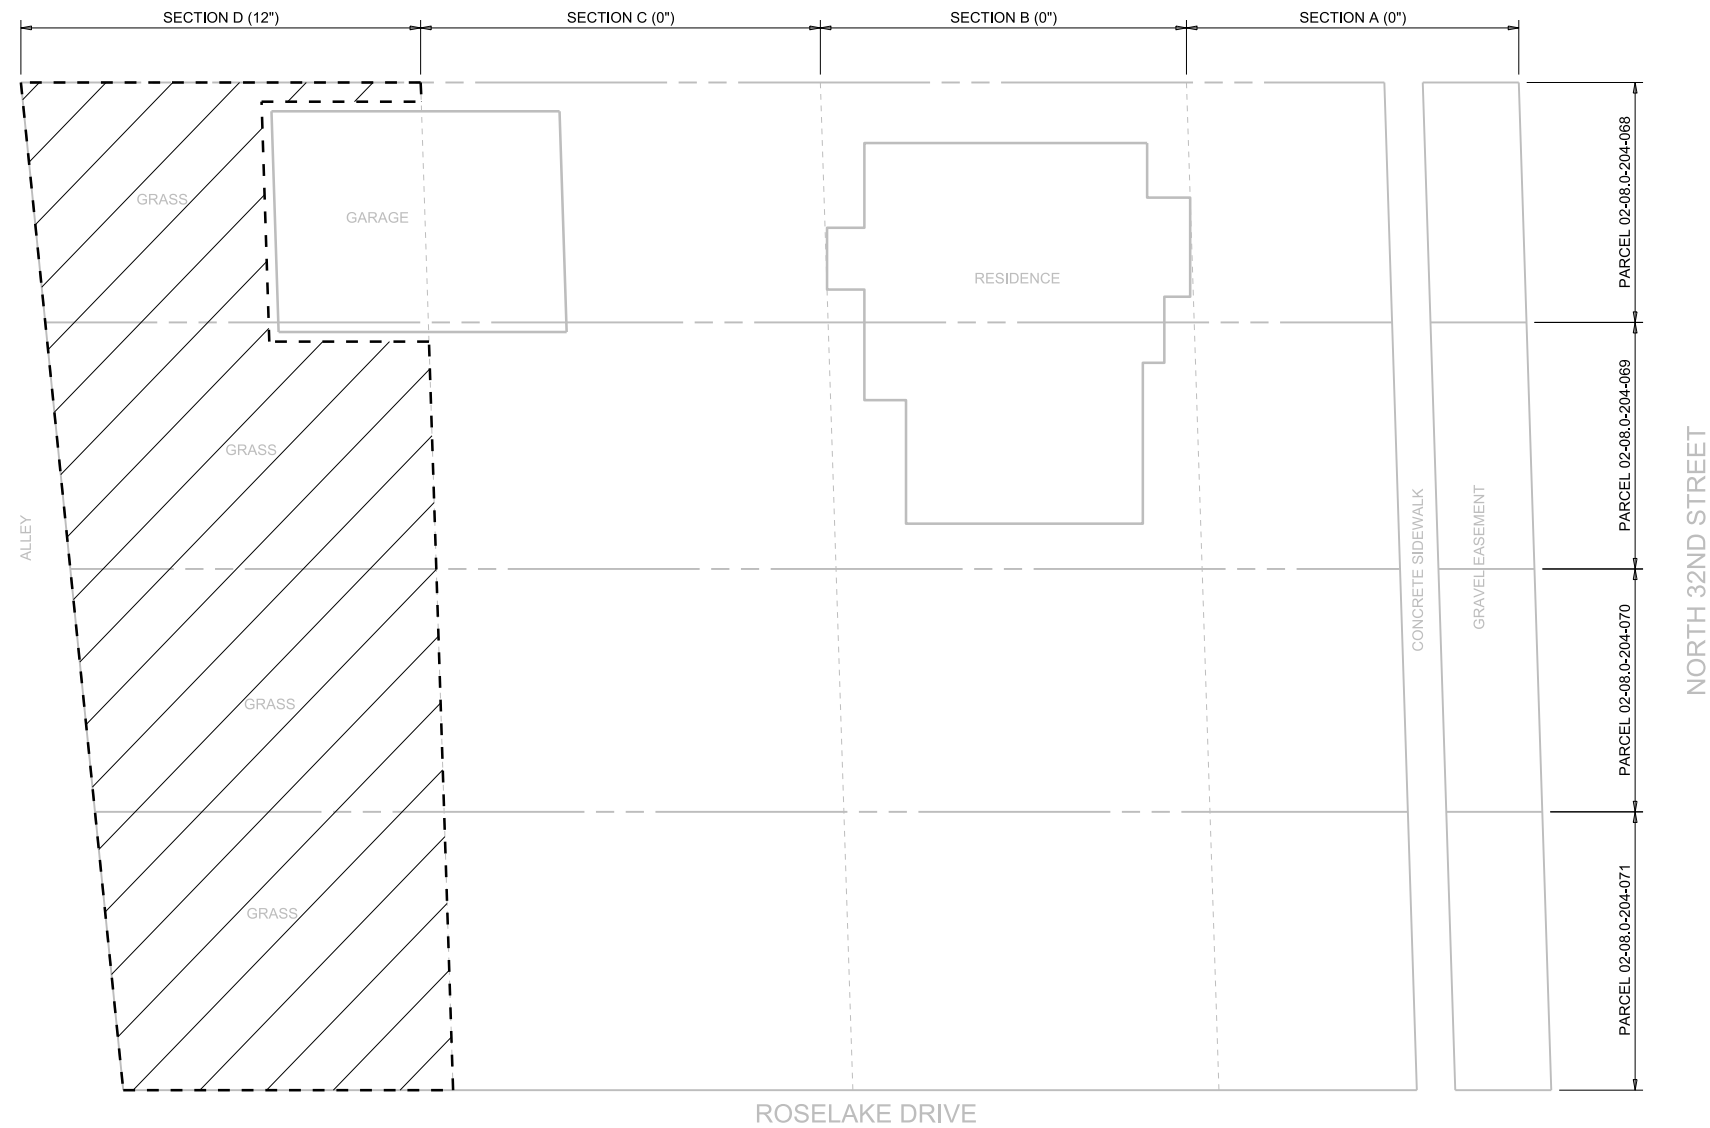 SECTION D (12")
SECTION C (0")
SECTION B (0")
SECTION A (0")
GRASS
GARAGE
RESIDENCE
PARCEL 02-08.0-204-068
GRASS
PARCEL 02-08.0-204-069
ALLEY
CONCRETE SIDEWALK
GRAVEL EASEMENT
NORTH 32ND STREET
GRASS
PARCEL 02-08.0-204-070
GRASS
PARCEL 02-08.0-204-071
ROSELAKE DRIVE